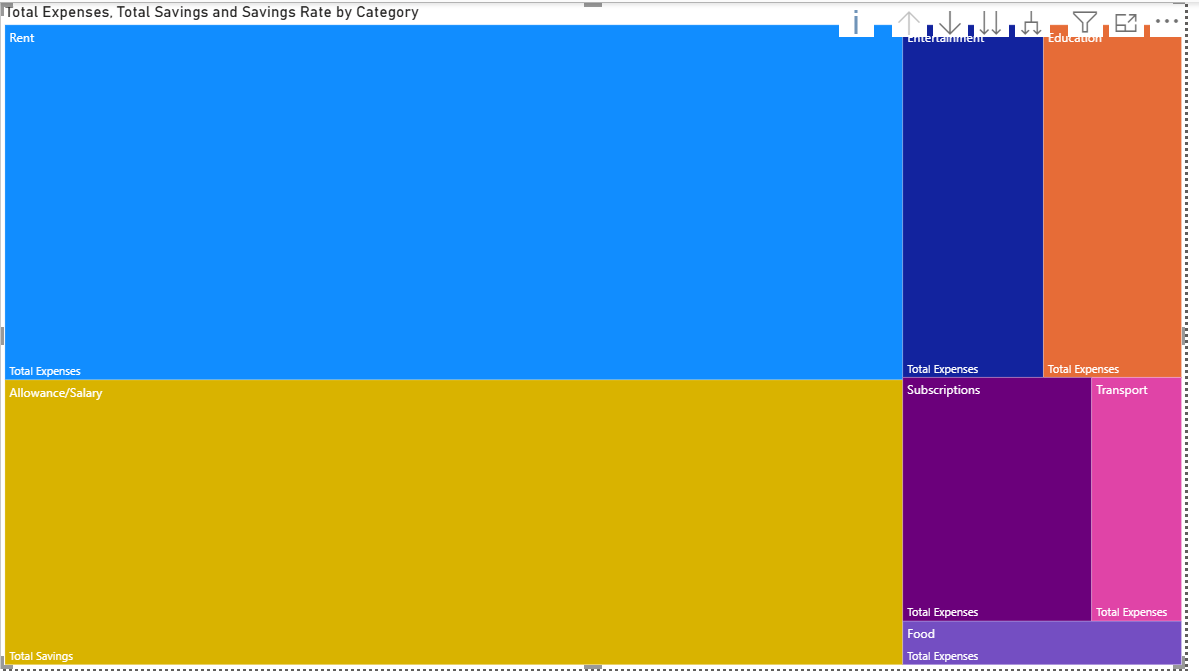 Total Expenses, Total Savings and Savings Rate by Category
Rent
Total Expenses
Allowance/Salary
Total Savings
Entertainment
Total Expenses
Education
Total Expenses
Subscriptions
Total Expenses
Transport
Total Expenses
Food
Total Expenses